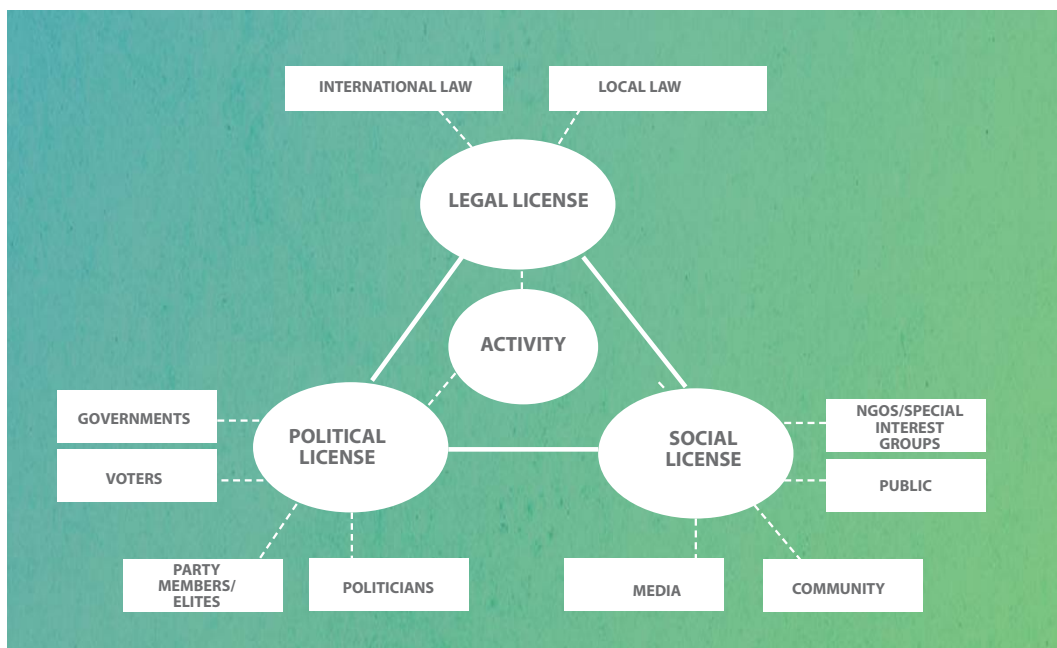 INTERNATIONAL LAW
LOCAL LAW
LEGAL LICENSE
ACTIVITY
GOVERNMENTS
VOTERS
POLITICAL
LICENSE
SOCIAL
LICENSE
NGOS/SPECIAL
INTEREST
GROUPS
PUBLIC
PARTY
MEMBERS/
ELITES
POLITICIANS
MEDIA
COMMUNITY